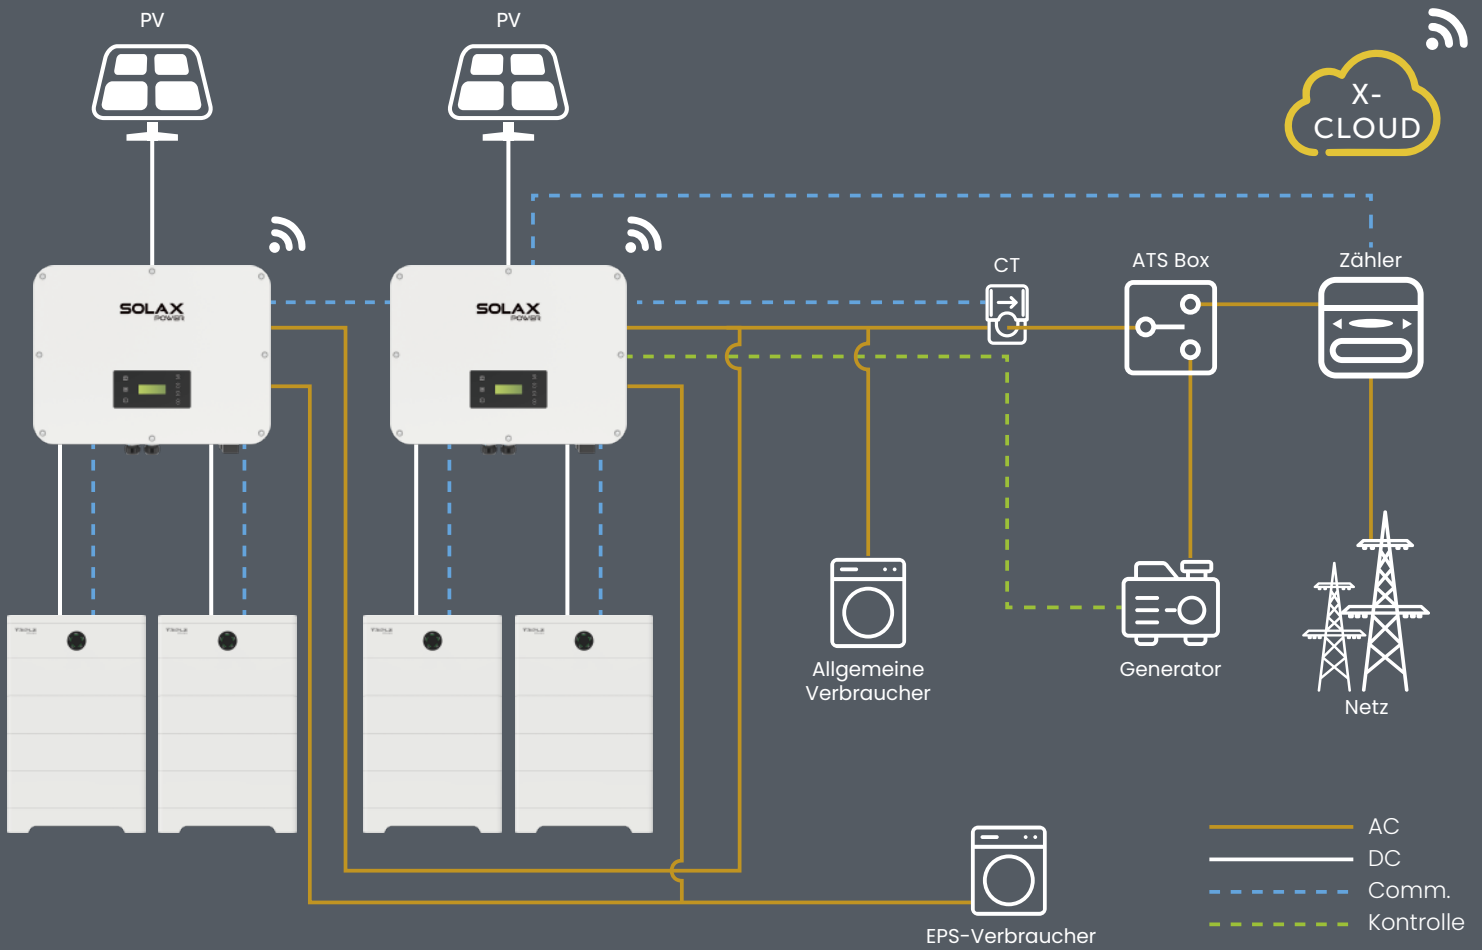 PV
PV
X-
CLOUD
SOLAX
POWER
SOLAX
POWER
CT
ATS Box
Zähler
Allgemeine
Verbraucher
Generator
Netz
EPS-Verbraucher
AC
DC
Comm.
Kontrolle